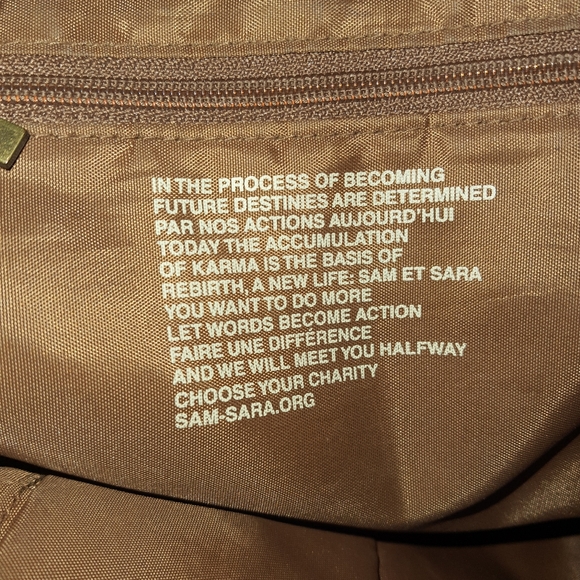 IN THE PROCESS OF BECOMING
FUTURE DESTINIES ARE DETERMINED
PAR NOS ACTIONS AUJOURD'HUI
TODAY THE ACCUMULATION
OF KARMA IS THE BASIS OF
REBIRTH, A NEW LIFE: SAM ET SARA
YOU WANT TO DO MORE
LET WORDS BECOME ACTION
FAIRE UNE DIFFÉRENCE
AND WE WILL MEET YOU HALFWAY
CHOOSE YOUR CHARITY
SAM-SARA.ORG